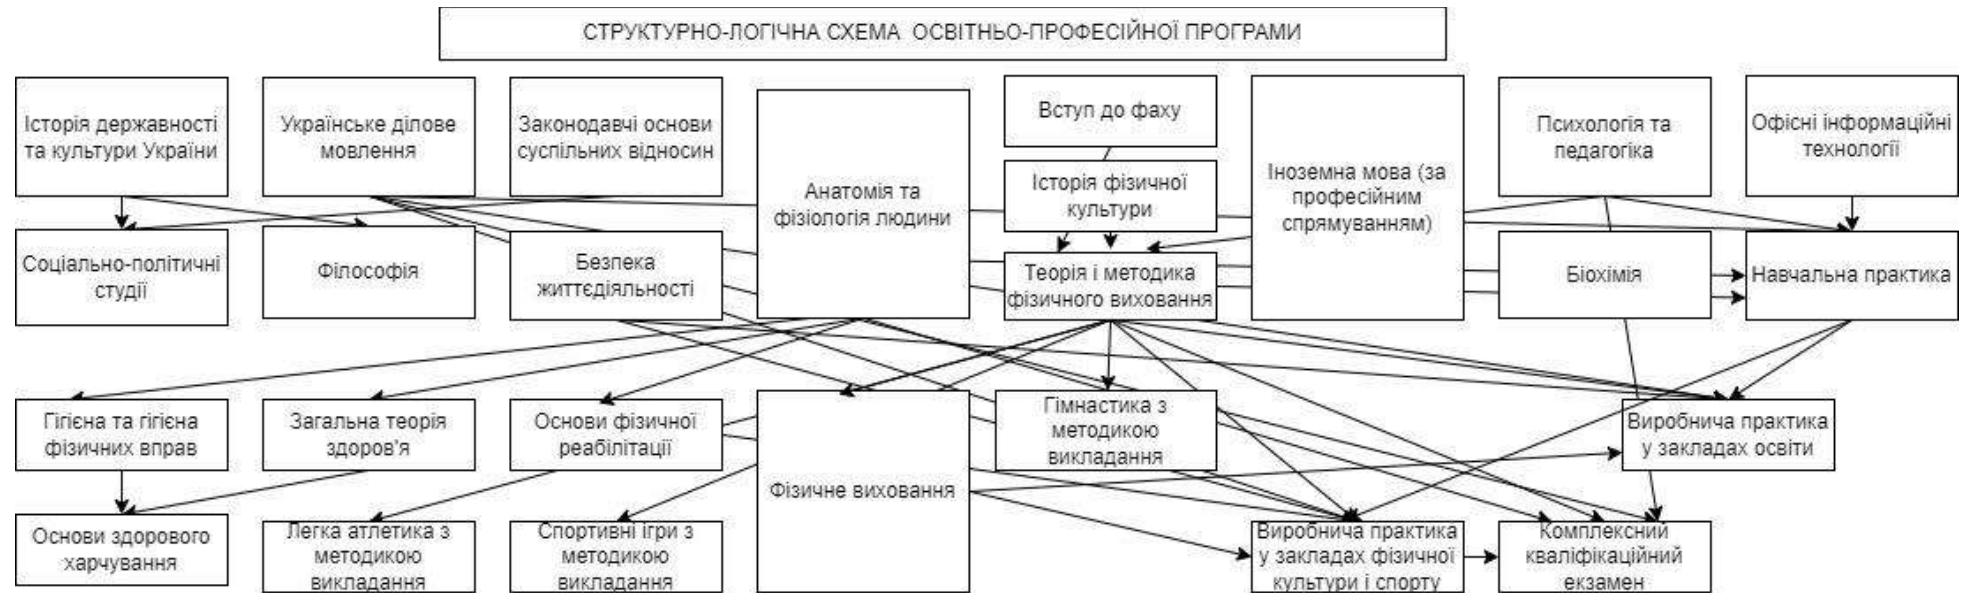 СТРУКТУРНО-ЛОГІЧНА СХЕМА ОСВІТНЬО-ПРОФЕСІЙНОЇ ПРОГРАМИ
Історія державності
та культури України
Українське ділове
мовлення
Законодавчі основи
суспільних відносин
Анатомія та
фізіологія людини
Вступ до фаху
Історія фізичної
культури
Іноземна мова (за
професійним
спрямуванням)
Психологія та
педагогіка
Офісні інформаційні
технології
Соціально-політичні
студії
Філософія
Безпека
життєдіяльності
Теорія і методика
фізичного виховання
Біохімія
Навчальна практика
Гігієна та гігієна
фізичних вправ
Загальна теорія
здоров'я
Основи фізичної
реабілітації
Фізичне виховання
Гімнастика з
методикою
викладання
Виробнича практика
у закладах освіти
Основи здорового
харчування
Легка атлетика з
методикою
викладання
Спортивні ігри з
методикою
викладання
Виробнича практика
у закладах фізичної
культури і спорту
Комплексний
кваліфікаційний
екзамен